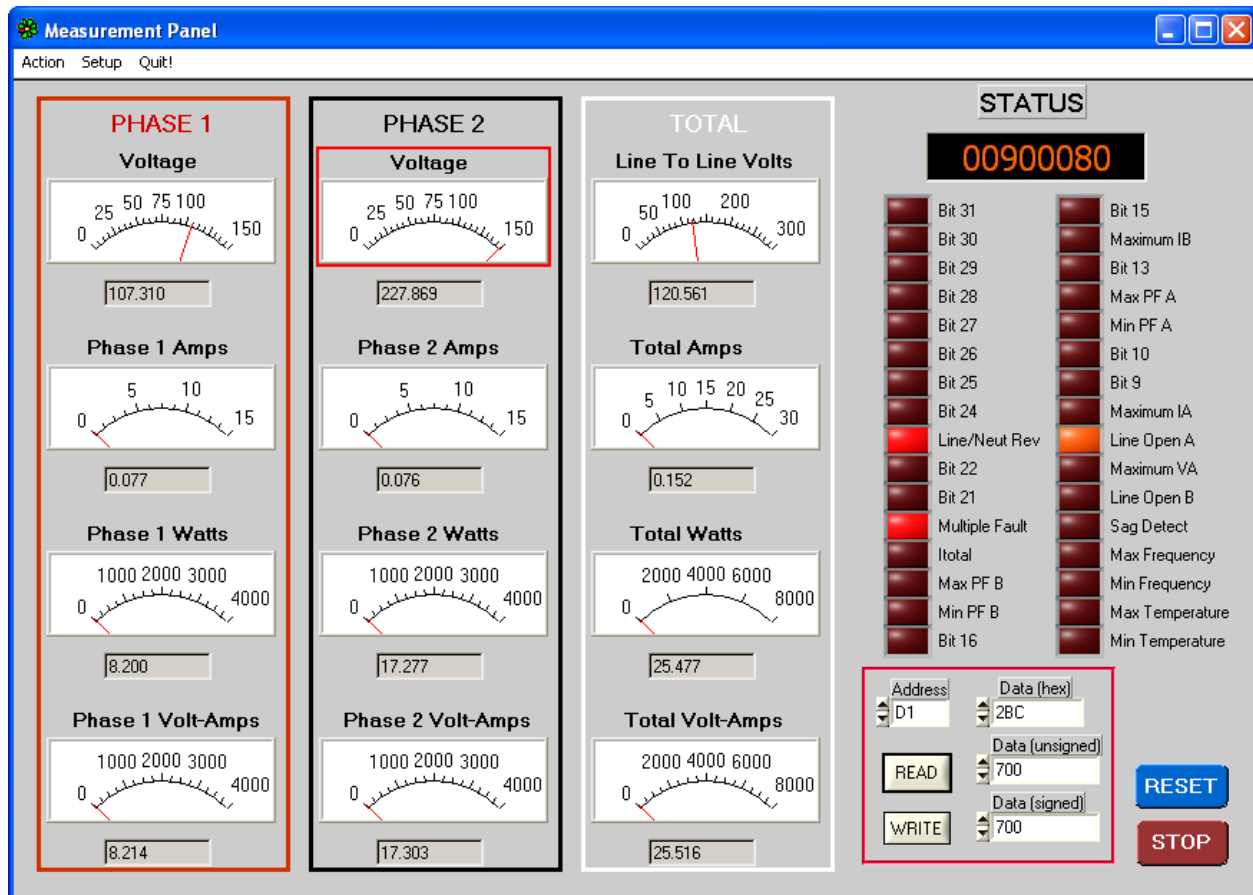 Measurement Panel
Action Setup Quit!
PHASE 1
Voltage
0 25 50 75 100 150
107.310
Phase 1 Amps
0 5 10 15
0.077
Phase 1 Watts
0 1000 2000 3000 4000
8.200
Phase 1 Volt-Amps
0 1000 2000 3000 4000
8.214
PHASE 2
Voltage
0 25 50 75 100 150
227.869
Phase 2 Amps
0 5 10 15
0.076
Phase 2 Watts
0 1000 2000 3000 4000
17.277
Phase 2 Volt-Amps
0 1000 2000 3000 4000
17.303
TOTAL
Line To Line Volts
0 50 100 200 300
120.561
Total Amps
0 5 10 15 20 25 30
0.152
Total Watts
0 2000 4000 6000 8000
25.477
Total Volt-Amps
0 2000 4000 6000 8000
25.516
STATUS
00900080
Bit 31
Bit 30
Bit 29
Bit 28
Bit 27
Bit 26
Bit 25
Bit 24
Line/Neut Rev
Bit 22
Bit 21
Multiple Fault
Itotal
Max PF B
Min PF B
Bit 16
Bit 15
Maximum IB
Bit 13
Max PF A
Min PF A
Bit 10
Bit 9
Maximum IA
Line Open A
Maximum VA
Line Open B
Sag Detect
Max Frequency
Min Frequency
Max Temperature
Min Temperature
Address
D1
Data (hex)
2BC
READ
Data (unsigned)
700
WRITE
Data (signed)
700
RESET
STOP